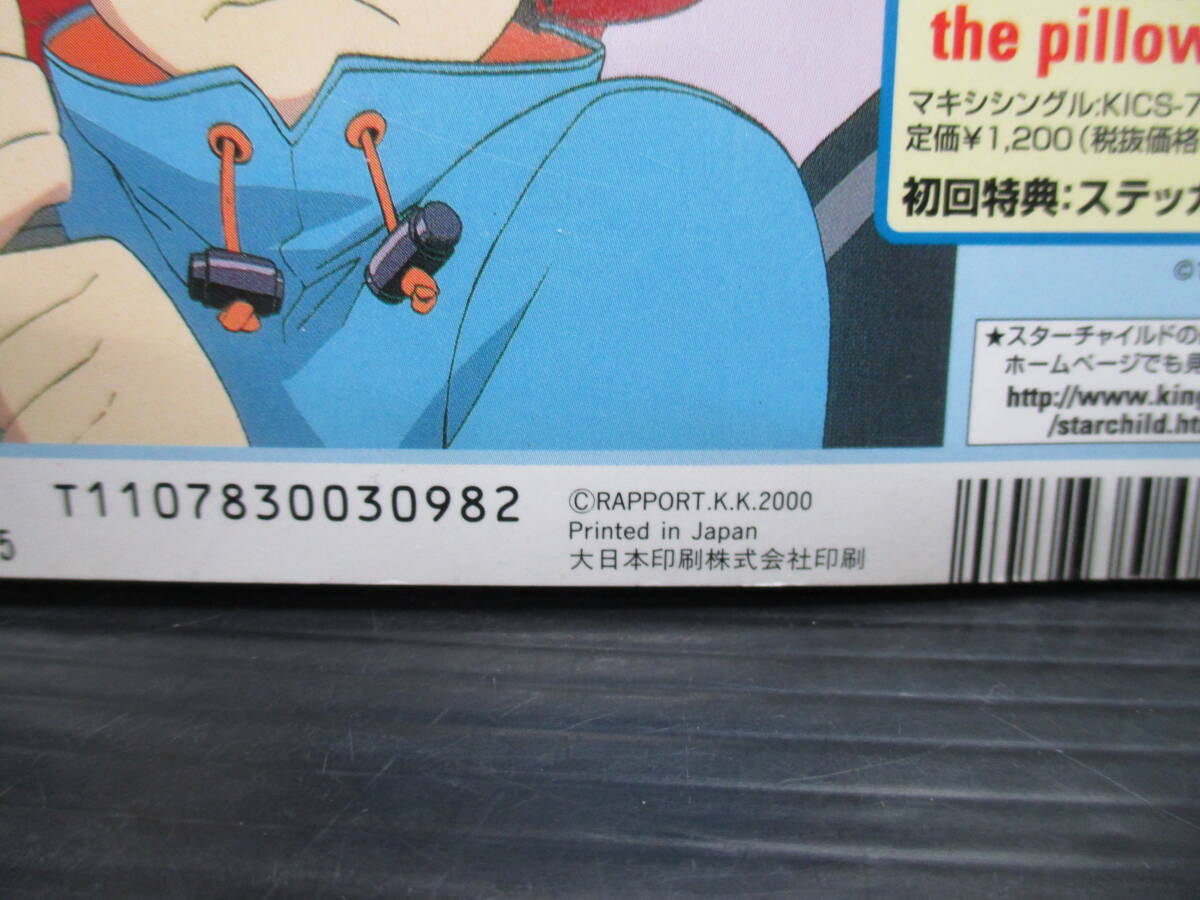 the pillow
マキシシングル:KICS-7
定価¥1,200(税抜価格
初回特典:ステッカ
©
★スターチャイルドの
ホームページでも見
http://www.king
/starchild.ht
5
T1107830030982
©RAPPORT.K.K.2000
Printed in Japan
大日本印刷株式会社印刷